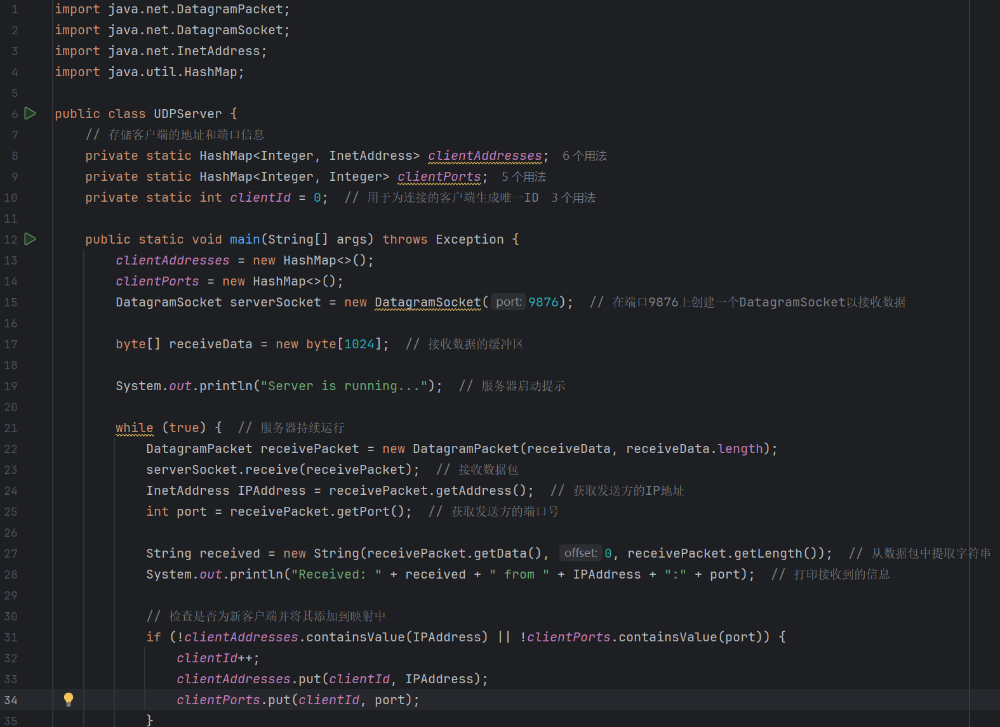 1 import java.net.DatagramPacket;
2 import java.net.DatagramSocket;
3 import java.net.InetAddress;
4 import java.util.HashMap;
5
6 public class UDPServer {
7 // 存储客户端的地址和端口信息
8 private static HashMap<Integer, InetAddress> clientAddresses; 6 个用法
9 private static HashMap<Integer, Integer> clientPorts; 5 个用法
10 private static int clientId = 0; // 用于为连接的客户端生成唯一ID 3 个用法
11
12 public static void main(String[] args) throws Exception {
13 clientAddresses = new HashMap<>();
14 clientPorts = new HashMap<>();
15 DatagramSocket serverSocket = new DatagramSocket( port: 9876); // 在端口9876上创建一个DatagramSocket以接收数据
16
17 byte[] receiveData = new byte[1024]; // 接收数据的缓冲区
18
19 System.out.println("Server is running..."); // 服务器启动提示
20
21 while (true) { // 服务器持续运行
22 DatagramPacket receivePacket = new DatagramPacket(receiveData, receiveData.length);
23 serverSocket.receive(receivePacket); // 接收数据包
24 InetAddress IPAddress = receivePacket.getAddress(); // 获取发送方的IP地址
25 int port = receivePacket.getPort(); // 获取发送方的端口号
26
27 String received = new String(receivePacket.getData(), offset: 0, receivePacket.getLength()); // 从数据包中提取字符串
28 System.out.println("Received: " + received + " from " + IPAddress + ":" + port); // 打印接收到的信息
29
30 // 检查是否为新客户端并将其添加到映射中
31 if (!clientAddresses.containsValue(IPAddress) || !clientPorts.containsValue(port)) {
32 clientId++;
33 clientAddresses.put(clientId, IPAddress);
34 clientPorts.put(clientId, port);
35 }